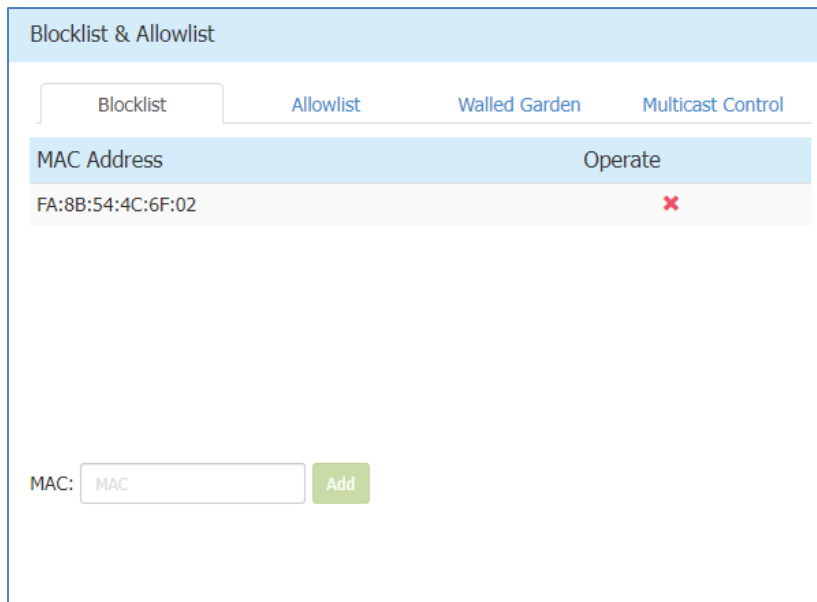 Blocklist & Allowlist
Blocklist Allowlist Walled Garden Multicast Control
MAC Address Operate
FA:8B:54:4C:6F:02
MAC: MAC Add